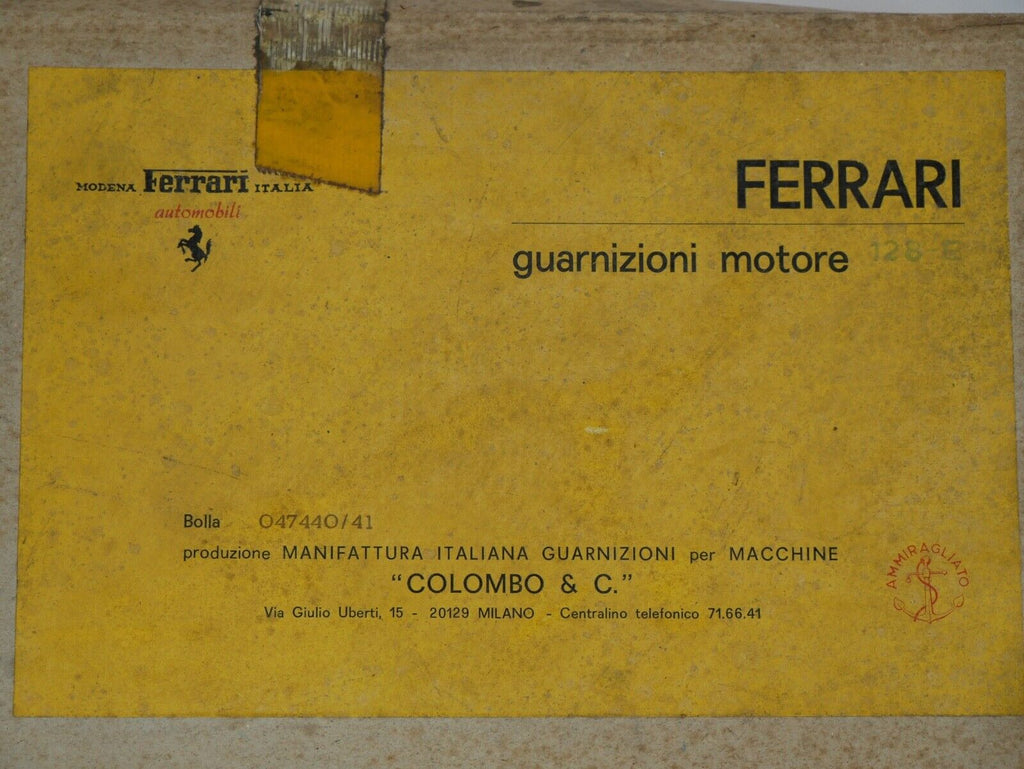 MODENA Ferrari ITALIA
automobili
FERRARI
guarnizioni motore 128 E
Bolla 047440/41
produzione MANIFATTURA ITALIANA GUARNIZIONI per MACCHINE
“COLOMBO & C.”
Via Giulio Uberti, 15 - 20129 MILANO - Centralino telefonico 71.66.41
AMMIRAGLIATO